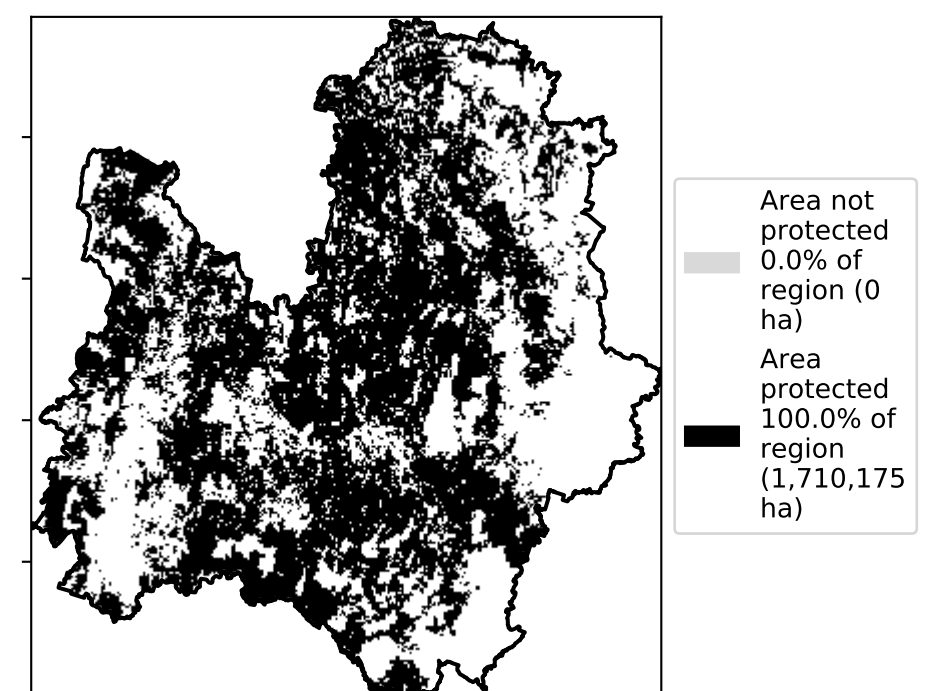 Area not
protected
0.0% of
region (0
ha)
Area
protected
100.0% of
region
(1,710,175
ha)